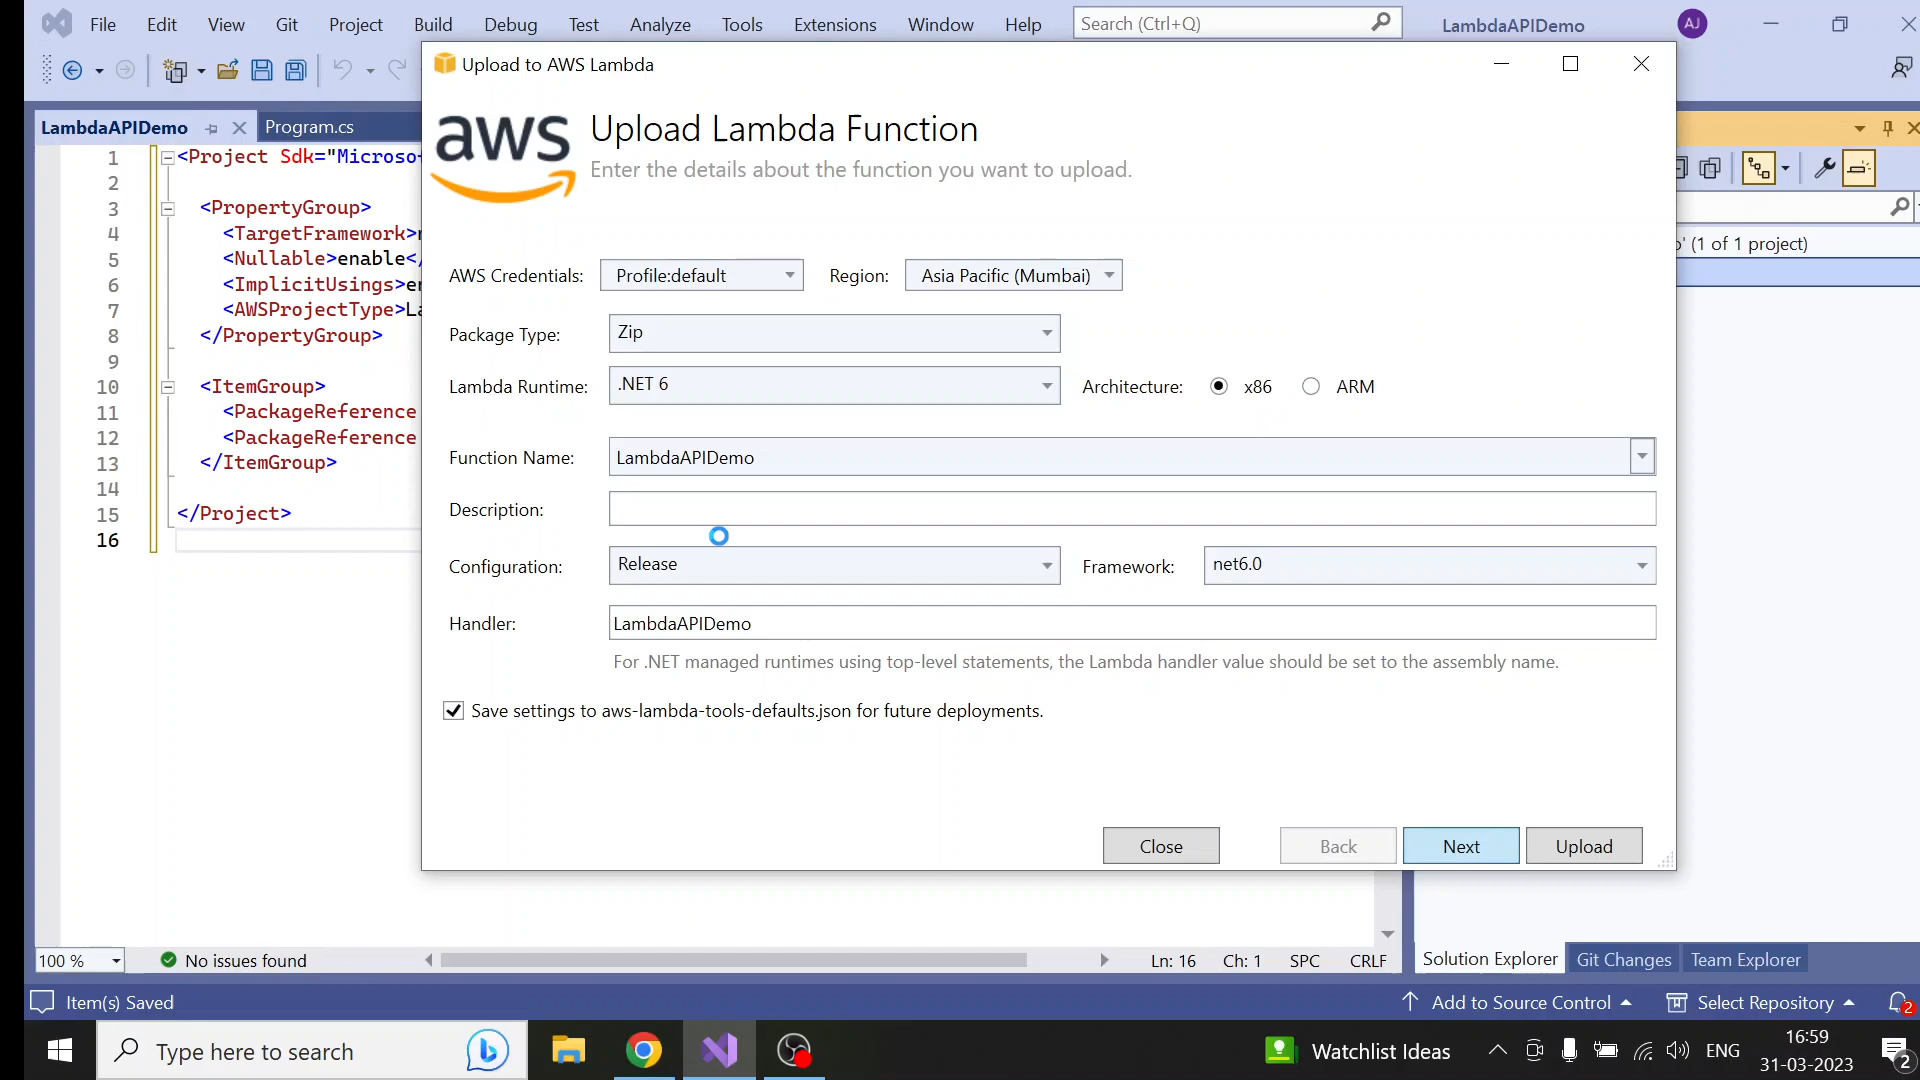 File Edit View Git Project Build Debug Test Analyze Tools Extensions Window Help Search (Ctrl+Q) LambdaAPIDemo AJ
Upload to AWS Lambda
LambdaAPIDemo Program.cs
aws Upload Lambda Function
Enter the details about the function you want to upload.
1 <Project Sdk="Microso
2
3 <PropertyGroup>
4 <TargetFramework>
5 <Nullable>enable</
6 <ImplicitUsings>e
7 <AWSProjectType>La
8 </PropertyGroup>
9
10 <ItemGroup>
11 <PackageReference
12 <PackageReference
13 </ItemGroup>
14
15 </Project>
16
' (1 of 1 project)
AWS Credentials: Profile:default Region: Asia Pacific (Mumbai)
Package Type: Zip
Lambda Runtime: .NET 6 Architecture: x86 ARM
Function Name: LambdaAPIDemo
Description:
Configuration: Release Framework: net6.0
Handler: LambdaAPIDemo
For .NET managed runtimes using top-level statements, the Lambda handler value should be set to the assembly name.
Save settings to aws-lambda-tools-defaults.json for future deployments.
Close Back Next Upload
100 % No issues found Ln: 16 Ch: 1 SPC CRLF Solution Explorer Git Changes Team Explorer
Item(s) Saved Add to Source Control Select Repository 2
Type here to search Watchlist Ideas ENG 16:59
31-03-2023 2